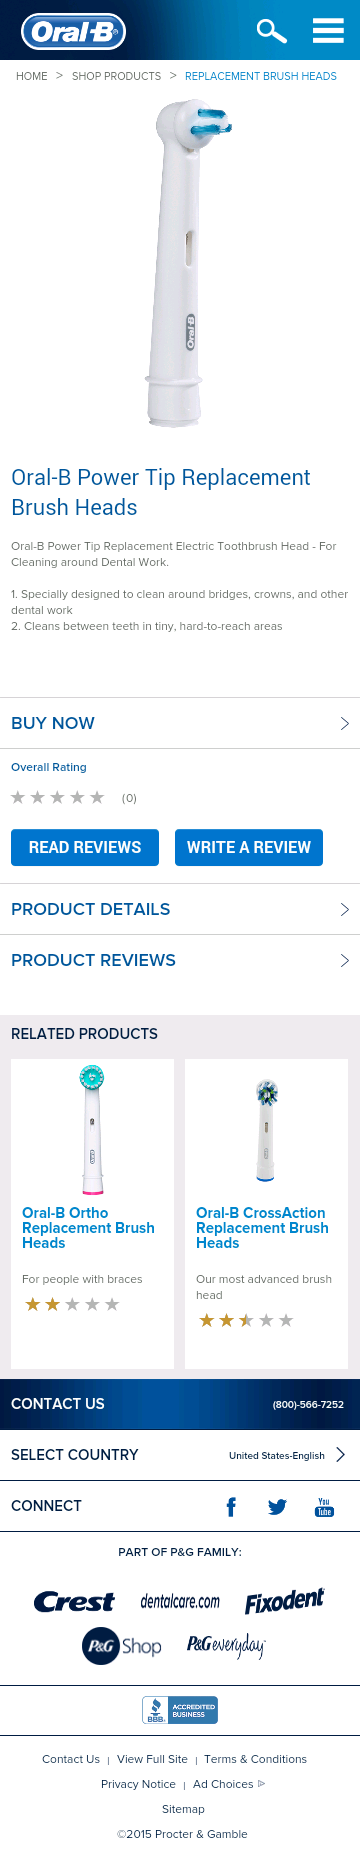 Oral-B®
HOME > SHOP PRODUCTS > REPLACEMENT BRUSH HEADS
Oral-B
Oral-B Power Tip Replacement
Brush Heads
Oral-B Power Tip Replacement Electric Toothbrush Head - For
Cleaning around Dental Work.
1. Specially designed to clean around bridges, crowns, and other
dental work
2. Cleans between teeth in tiny, hard-to-reach areas
BUY NOW
Overall Rating
(0)
READ REVIEWS WRITE A REVIEW
PRODUCT DETAILS
PRODUCT REVIEWS
RELATED PRODUCTS
Oral-B Ortho
Replacement Brush
Heads
For people with braces
Oral-B CrossAction
Replacement Brush
Heads
Our most advanced brush
head
CONTACT US (800)-566-7252
SELECT COUNTRY United States-English
CONNECT You Tube
PART OF P&G FAMILY:
Crest dentalcare.com Fixodent
P&G Shop P&G everyday
BBB ACCREDITED
BUSINESS
Contact Us | View Full Site | Terms & Conditions
Privacy Notice | Ad Choices
Sitemap
©2015 Procter & Gamble